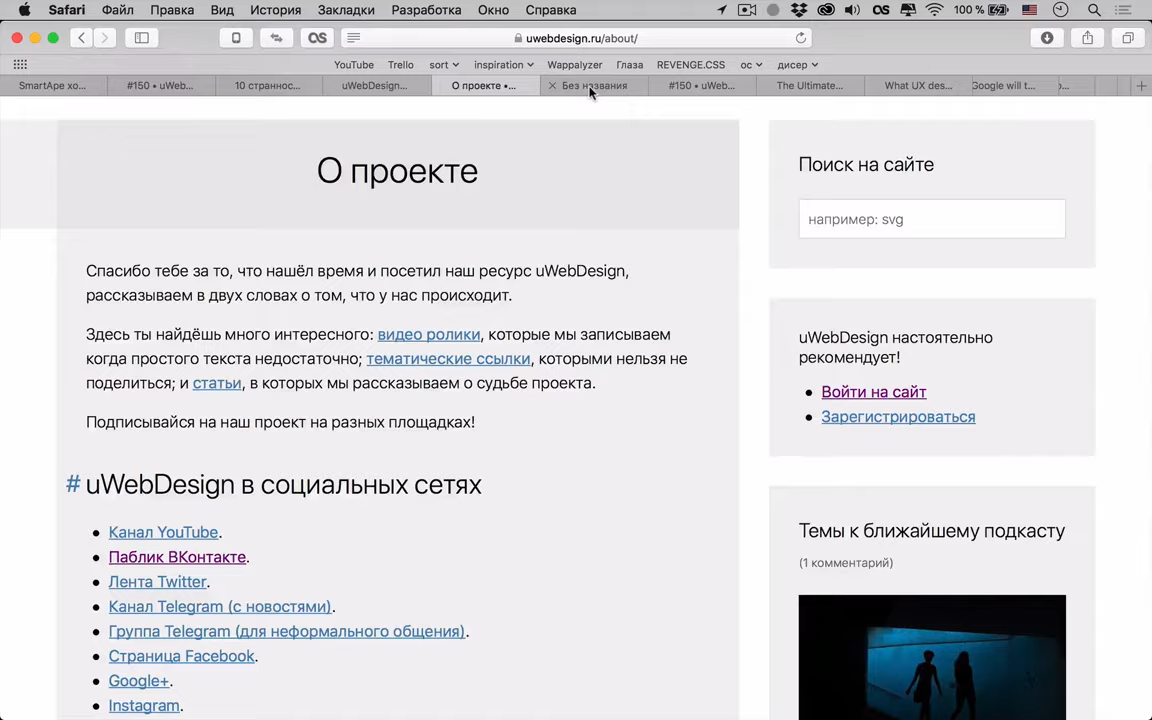 Safari Файл Правка Вид История Закладки Разработка Окно Справка 100 %
uwebdesign.ru/about/
YouTube Trello sort inspiration Wappalyzer Глаза REVENGE.CSS ос дисер
SmartApe хо... #150 • uWeb... 10 страннос... uWebDesign... О проекте •... Без названия #150 • uWeb... The Ultimate... What UX des... Google will t...
О проекте
Спасибо тебе за то, что нашёл время и посетил наш ресурс uWebDesign,
рассказываем в двух словах о том, что у нас происходит.
Здесь ты найдёшь много интересного: видео ролики, которые мы записываем
когда простого текста недостаточно; тематические ссылки, которыми нельзя не
поделиться; и статьи, в которых мы рассказываем о судьбе проекта.
Подписывайся на наш проект на разных площадках!
# uWebDesign в социальных сетях
Канал YouTube.
Паблик ВКонтакте.
Лента Twitter.
Канал Telegram (с новостями).
Группа Telegram (для неформального общения).
Страница Facebook.
Google+.
Instagram.
Поиск на сайте
например: svg
uWebDesign настоятельно
рекомендует!
Войти на сайт
Зарегистрироваться
Темы к ближайшему подкасту
(1 комментарий)